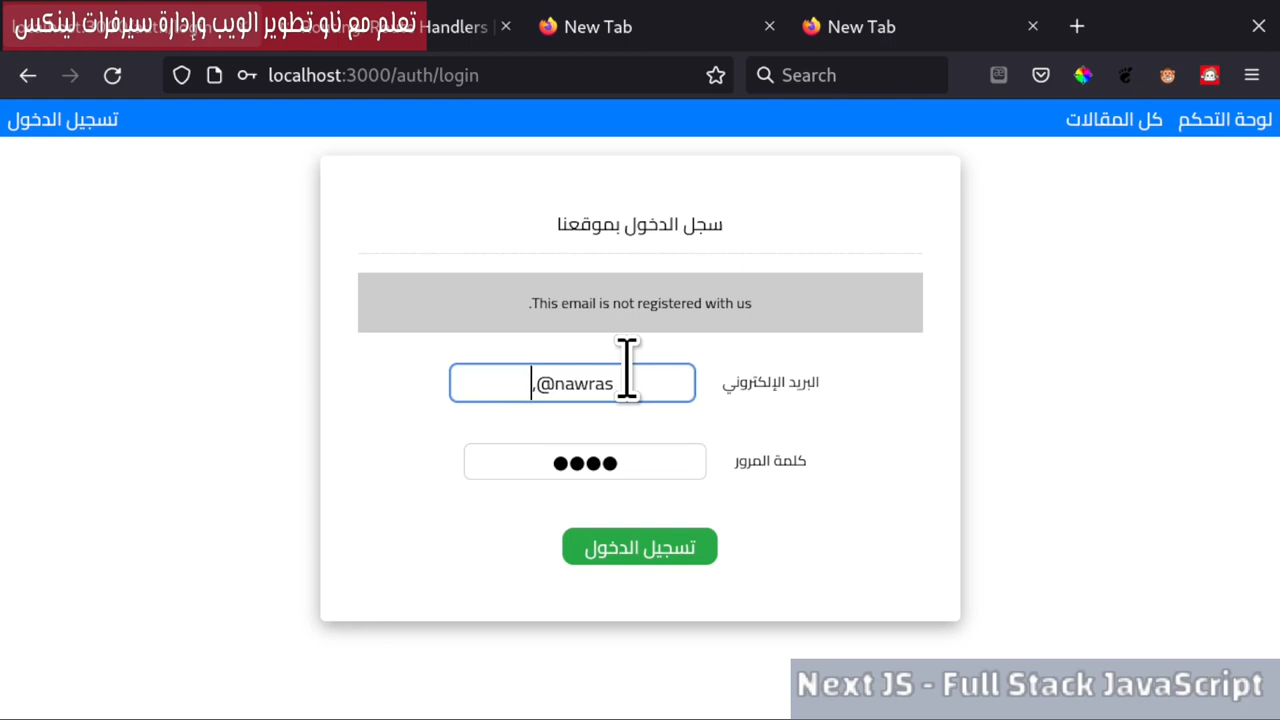 تعلم مع ناو تطوير الويب وإدارة سيرفرات لينكس
Handlers
New Tab
New Tab
localhost:3000/auth/login
Search
لوحة التحكم
كل المقالات
تسجيل الدخول
سجل الدخول بموقعنا
.This email is not registered with us
البريد الإلكتروني
,@nawras
كلمة المرور
تسجيل الدخول
Next JS - Full Stack JavaScript